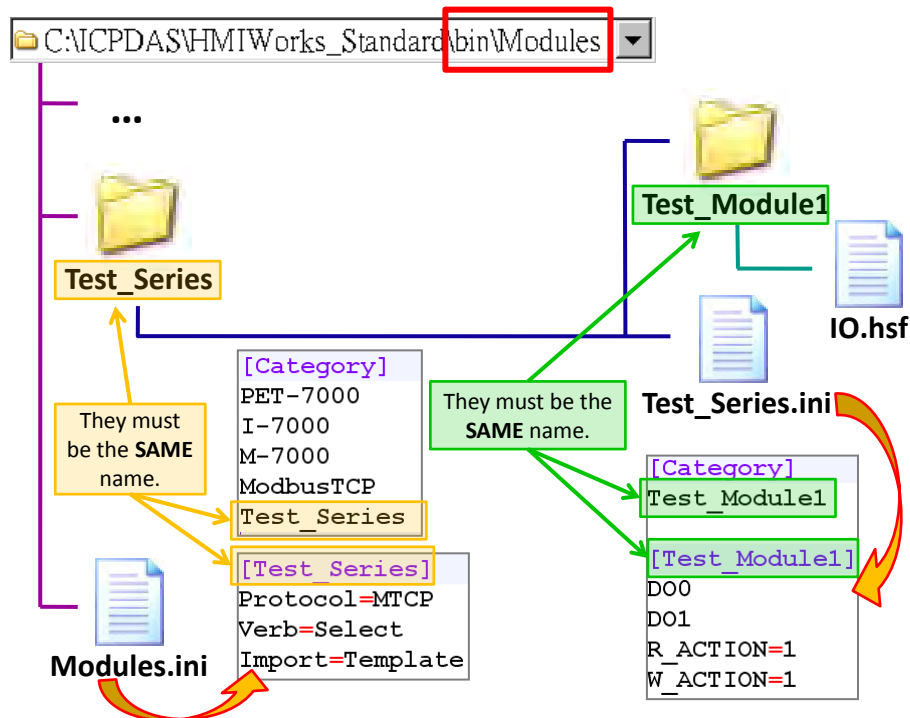 C:\ICPDAS\HMIWorks_Standard\bin\Modules
...
Test_Series
Test_Module1
IO.hsf
Test_Series.ini
They must
be the SAME
name.
[Category]
PET-7000
I-7000
M-7000
ModbusTCP
Test_Series
[Test_Series]
Protocol=MTCP
Verb=Select
Import=Template
Modules.ini
They must be the
SAME name.
[Category]
Test_Module1
[Test_Module1]
DO0
DO1
R_ACTION=1
W_ACTION=1